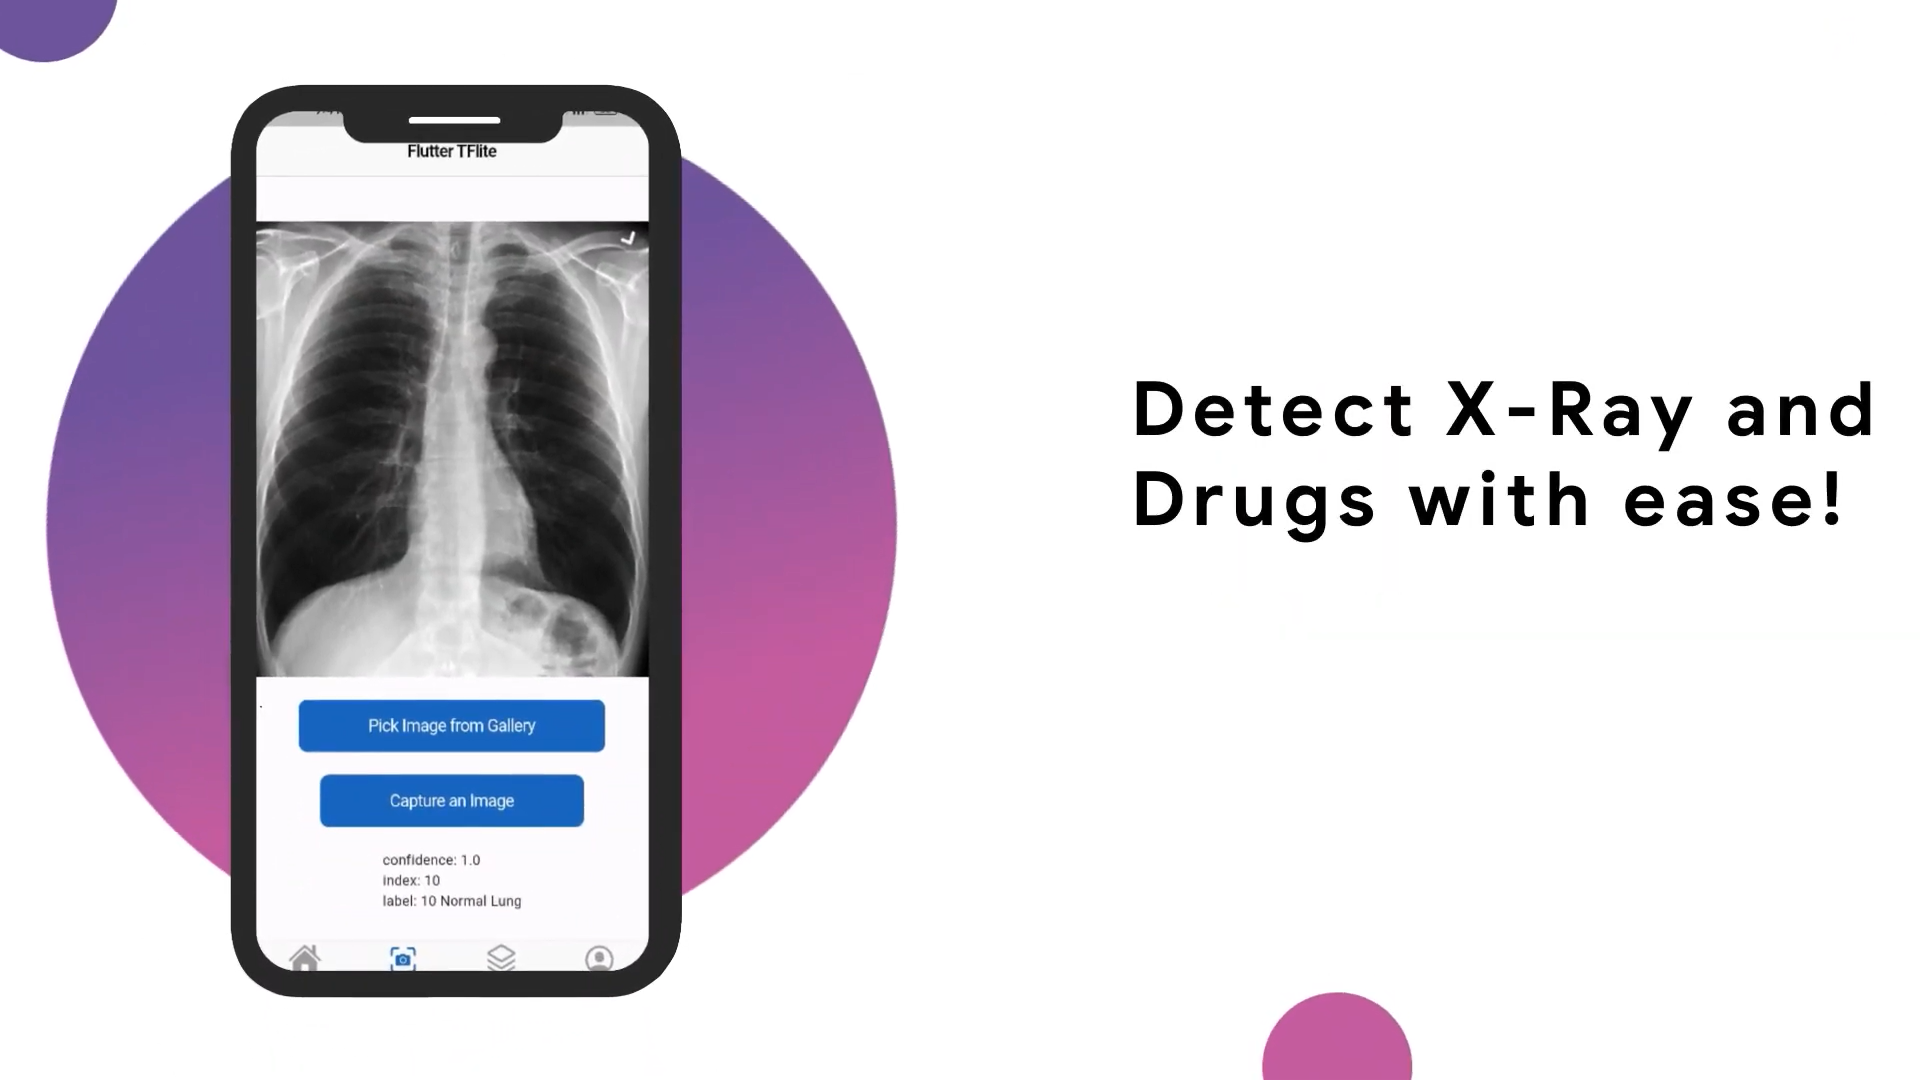 Flutter TFlite
Pick Image from Gallery
Capture an Image
confidence: 1.0
index: 10
label: 10 Normal Lung
Detect X-Ray and
Drugs with ease!